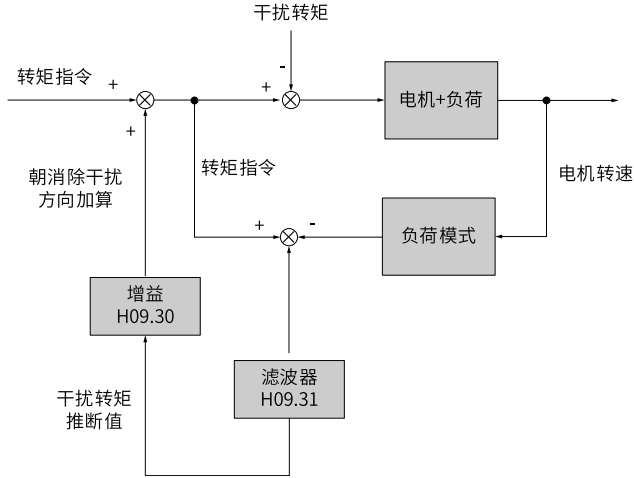 干扰转矩
-
转矩指令
+
+
电机+负荷
+
转矩指令
电机转速
朝消除干扰
方向加算
+
-
负荷模式
增益
H09.30
滤波器
H09.31
干扰转矩
推断值